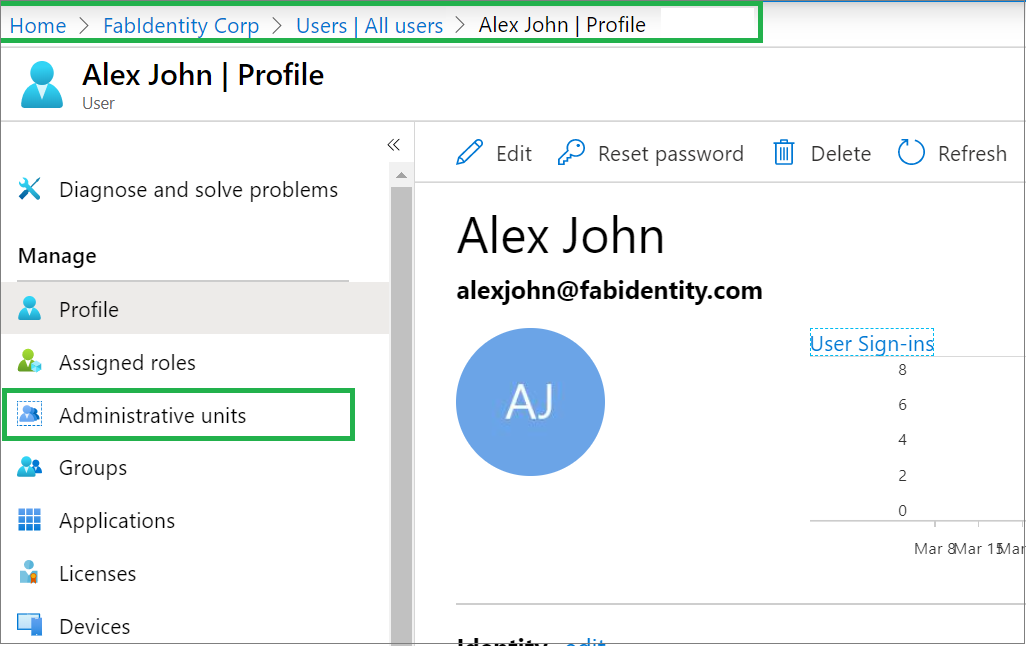 Home > FabIdentity Corp > Users | All users > Alex John | Profile
Alex John | Profile
User
«
Diagnose and solve problems
Manage
Profile
Assigned roles
Administrative units
Groups
Applications
Licenses
Devices
Edit Reset password Delete Refresh
Alex John
alexjohn@fabidentity.com
AJ
User Sign-ins
8
6
4
2
0
Mar 8 Mar 15 Mar
Identity edit